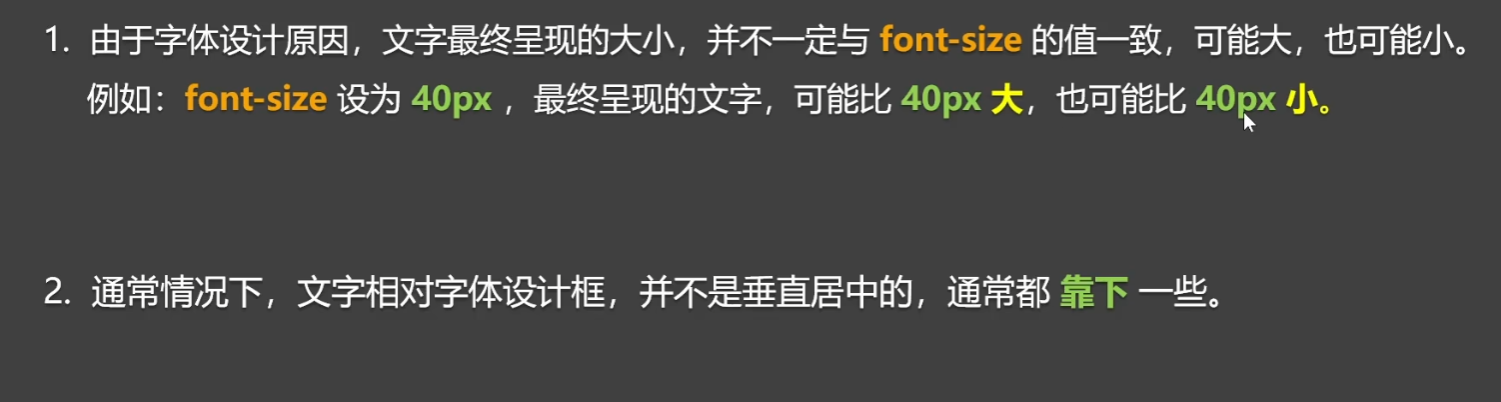 1. 由于字体设计原因，文字最终呈现的大小，并不一定与 font-size 的值一致，可能大，也可能小。
例如：font-size 设为 40px ，最终呈现的文字，可能比 40px 大，也可能比 40px 小。
2. 通常情况下，文字相对字体设计框，并不是垂直居中的，通常都 靠下 一些。